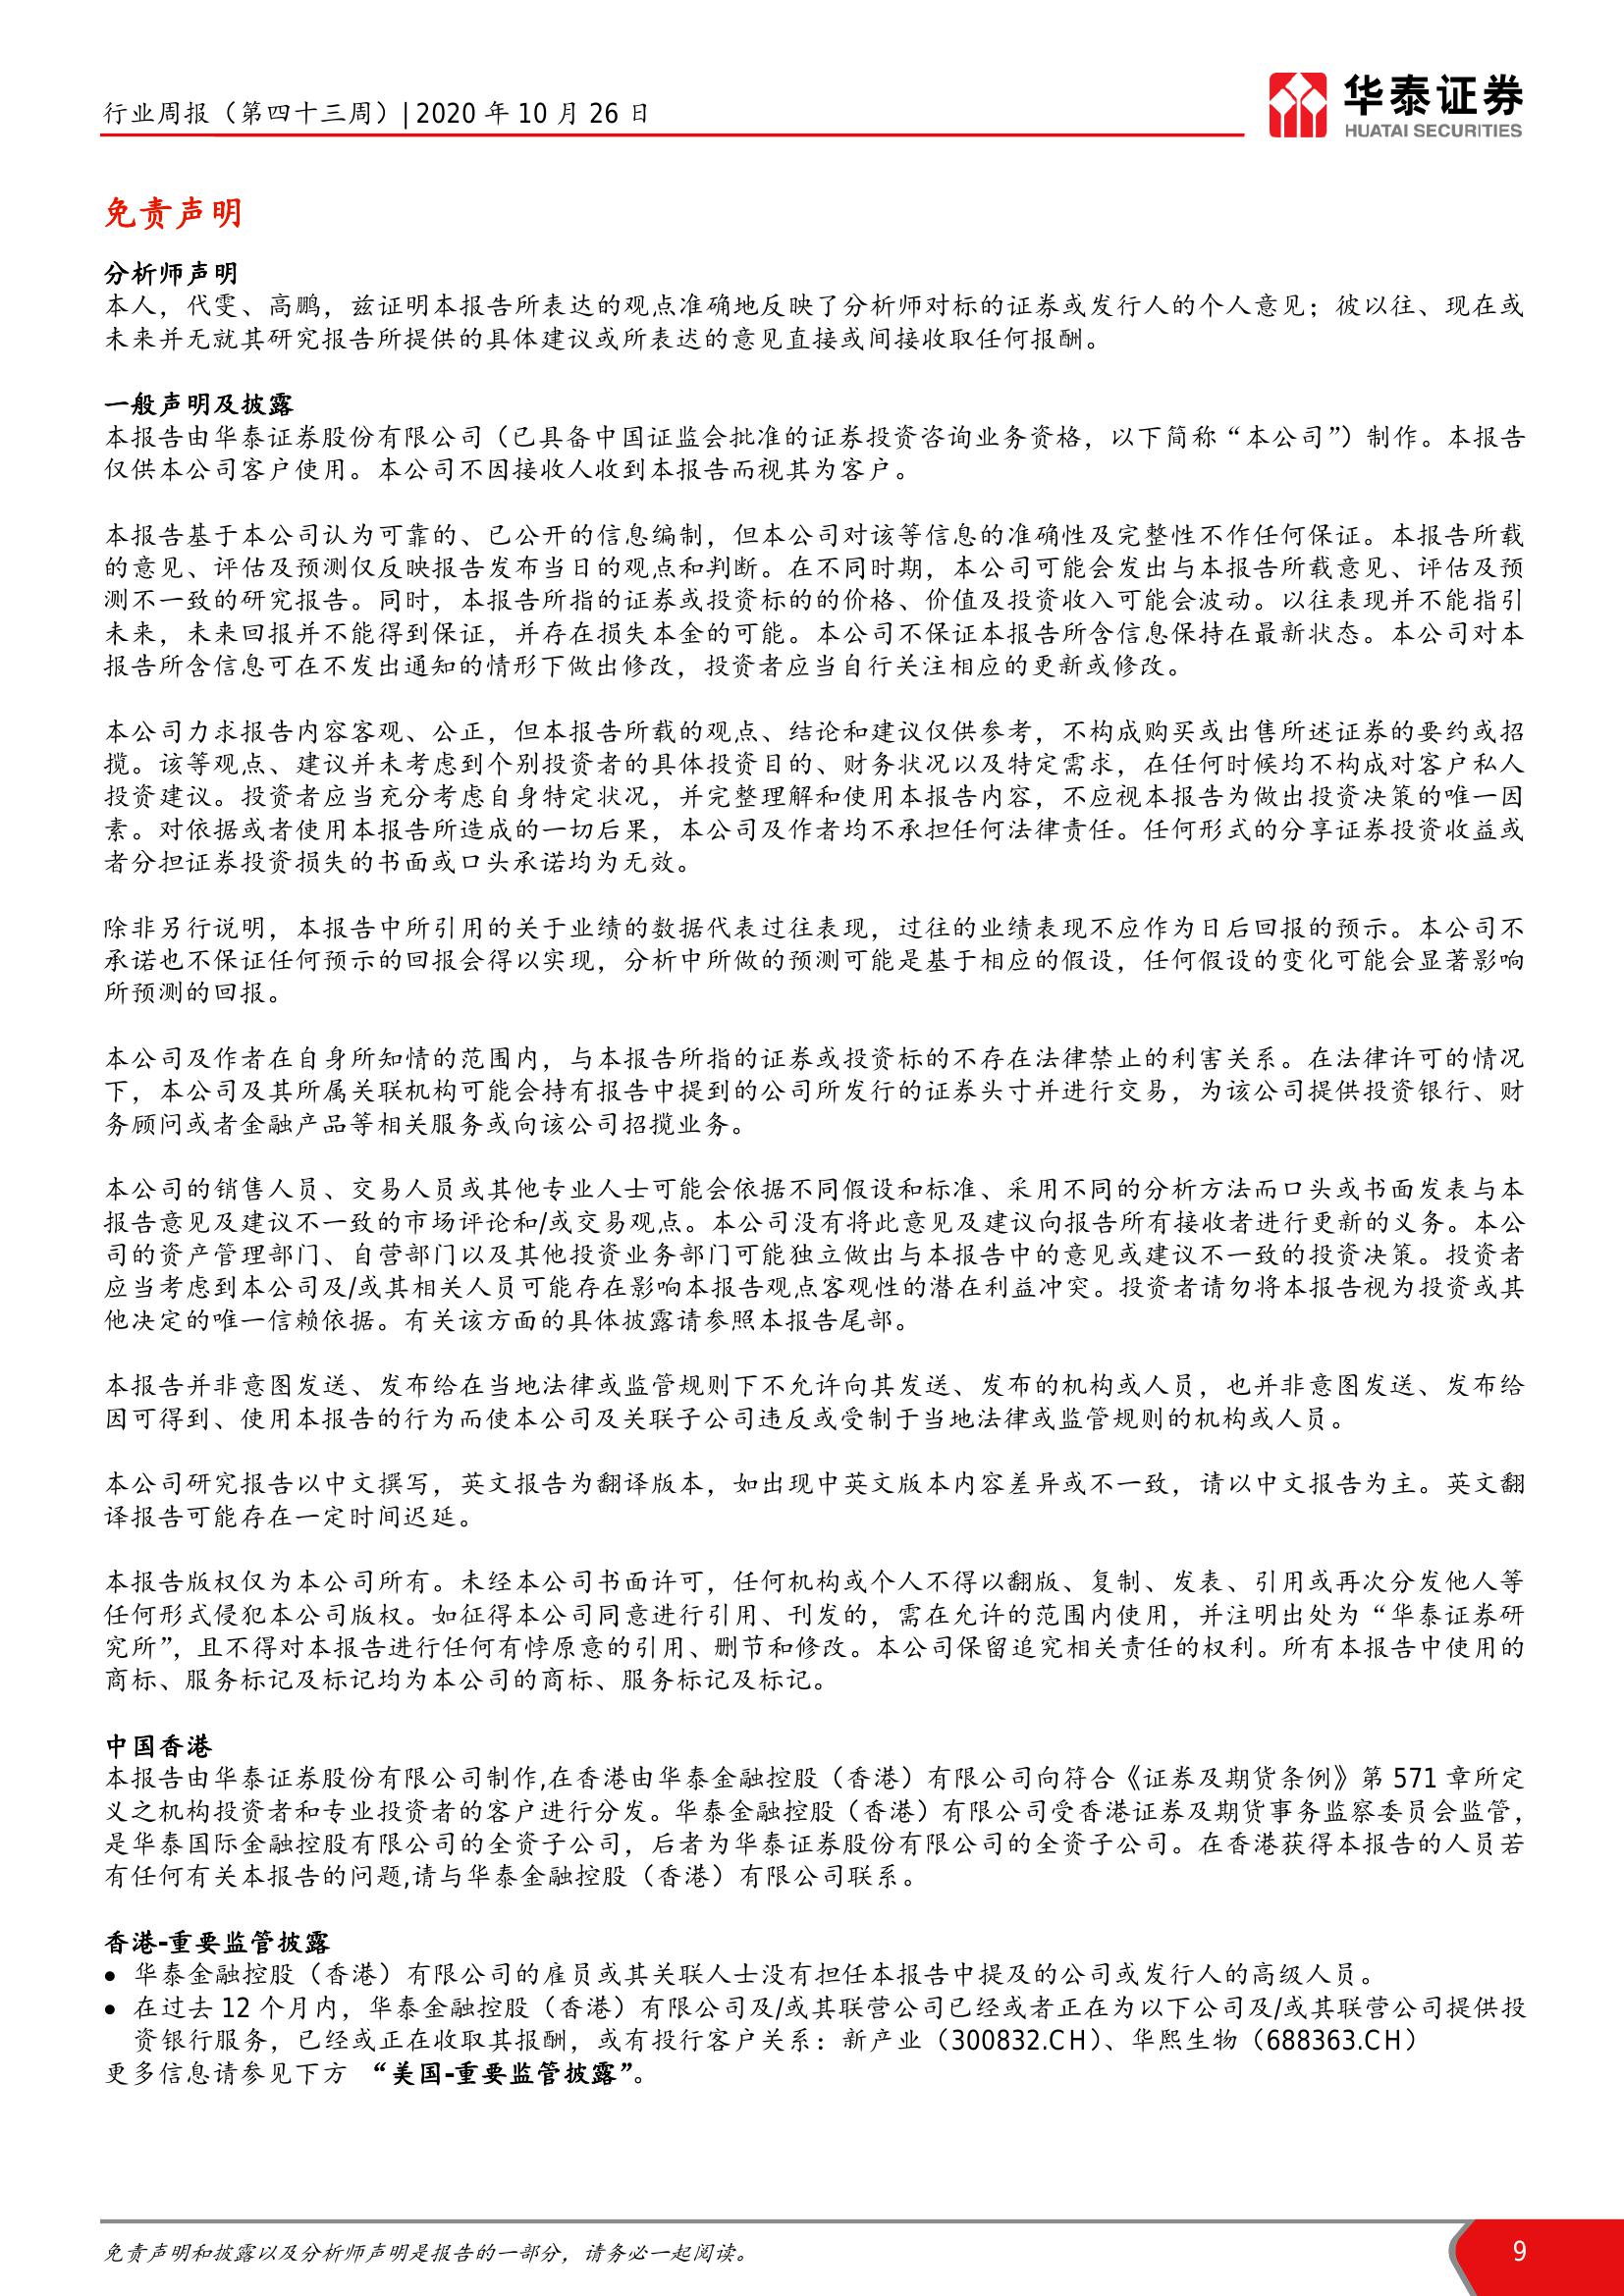 行业周报（第四十三周）| 2020 年 10 月 26 日
华泰证券
HUATAI SECURITIES
免责声明
分析师声明
本人，代雯、高鹏，兹证明本报告所表达的观点准确地反映了分析师对标的证券或发行人的个人意见；彼以往、现在或
未来并无就其研究报告所提供的具体建议或所表达的意见直接或间接收取任何报酬。
一般声明及披露
本报告由华泰证券股份有限公司（已具备中国证监会批准的证券投资咨询业务资格，以下简称“本公司”）制作。本报告
仅供本公司客户使用。本公司不因接收人收到本报告而视其为客户。
本报告基于本公司认为可靠的、已公开的信息编制，但本公司对该等信息的准确性及完整性不作任何保证。本报告所载
的意见、评估及预测仅反映报告发布当日的观点和判断。在不同时期，本公司可能会发出与本报告所载意见、评估及预
测不一致的研究报告。同时，本报告所指的证券或投资标的的价格、价值及投资收入可能会波动。以往表现并不能指引
未来，未来回报并不能得到保证，并存在损失本金的可能。本公司不保证本报告所含信息保持在最新状态。本公司对本
报告所含信息可在不发出通知的情形下做出修改，投资者应当自行关注相应的更新或修改。
本公司力求报告内容客观、公正，但本报告所载的观点、结论和建议仅供参考，不构成购买或出售所述证券的要约或招
揽。该等观点、建议并未考虑到个别投资者的具体投资目的、财务状况以及特定需求，在任何时候均不构成对客户私人
投资建议。投资者应当充分考虑自身特定状况，并完整理解和使用本报告内容，不应视本报告为做出投资决策的唯一因
素。对依据或者使用本报告所造成的一切后果，本公司及作者均不承担任何法律责任。任何形式的分享证券投资收益或
者分担证券投资损失的书面或口头承诺均为无效。
除非另行说明，本报告中所引用的关于业绩的数据代表过往表现，过往的业绩表现不应作为日后回报的预示。本公司不
承诺也不保证任何预示的回报会得以实现，分析中所做的预测可能是基于相应的假设，任何假设的变化可能会显著影响
所预测的回报。
本公司及作者在自身所知情的范围内，与本报告所指的证券或投资标的不存在法律禁止的利害关系。在法律许可的情况
下，本公司及其所属关联机构可能会持有报告中提到的公司所发行的证券头寸并进行交易，为该公司提供投资银行、财
务顾问或者金融产品等相关服务或向该公司招揽业务。
本公司的销售人员、交易人员或其他专业人士可能会依据不同假设和标准、采用不同的分析方法而口头或书面发表与本
报告意见及建议不一致的市场评论和/或交易观点。本公司没有将此意见及建议向报告所有接收者进行更新的义务。本公
司的资产管理部门、自营部门以及其他投资业务部门可能独立做出与本报告中的意见或建议不一致的投资决策。投资者
应当考虑到本公司及/或其相关人员可能存在影响本报告观点客观性的潜在利益冲突。投资者请勿将本报告视为投资或其
他决定的唯一信赖依据。有关该方面的具体披露请参照本报告尾部。
本报告并非意图发送、发布给在当地法律或监管规则下不允许向其发送、发布的机构或人员，也并非意图发送、发布给
因可得到、使用本报告的行为而使本公司及关联子公司违反或受制于当地法律或监管规则的机构或人员。
本公司研究报告以中文撰写，英文报告为翻译版本，如出现中英文版本内容差异或不一致，请以中文报告为主。英文翻
译报告可能存在一定时间迟延。
本报告版权仅为本公司所有。未经本公司书面许可，任何机构或个人不得以翻版、复制、发表、引用或再次分发他人等
任何形式侵犯本公司版权。如征得本公司同意进行引用、刊发的，需在允许的范围内使用，并注明出处为“华泰证券研
究所”，且不得对本报告进行任何有悖原意的引用、删节和修改。本公司保留追究相关责任的权利。所有本报告中使用的
商标、服务标记及标记均为本公司的商标、服务标记及标记。
中国香港
本报告由华泰证券股份有限公司制作,在香港由华泰金融控股（香港）有限公司向符合《证券及期货条例》第 571 章所定
义之机构投资者和专业投资者的客户进行分发。华泰金融控股（香港）有限公司受香港证券及期货事务监察委员会监管，
是华泰国际金融控股有限公司的全资子公司，后者为华泰证券股份有限公司的全资子公司。在香港获得本报告的人员若
有任何有关本报告的问题,请与华泰金融控股（香港）有限公司联系。
香港-重要监管披露
● 华泰金融控股（香港）有限公司的雇员或其关联人士没有担任本报告中提及的公司或发行人的高级人员。
● 在过去 12 个月内，华泰金融控股（香港）有限公司及/或其联营公司已经或者正在为以下公司及/或其联营公司提供投
资银行服务，已经或正在收取其报酬，或有投行客户关系：新产业（300832.CH）、华熙生物（688363.CH）
更多信息请参见下方 “美国-重要监管披露”。
免责声明和披露以及分析师声明是报告的一部分，请务必一起阅读。
9